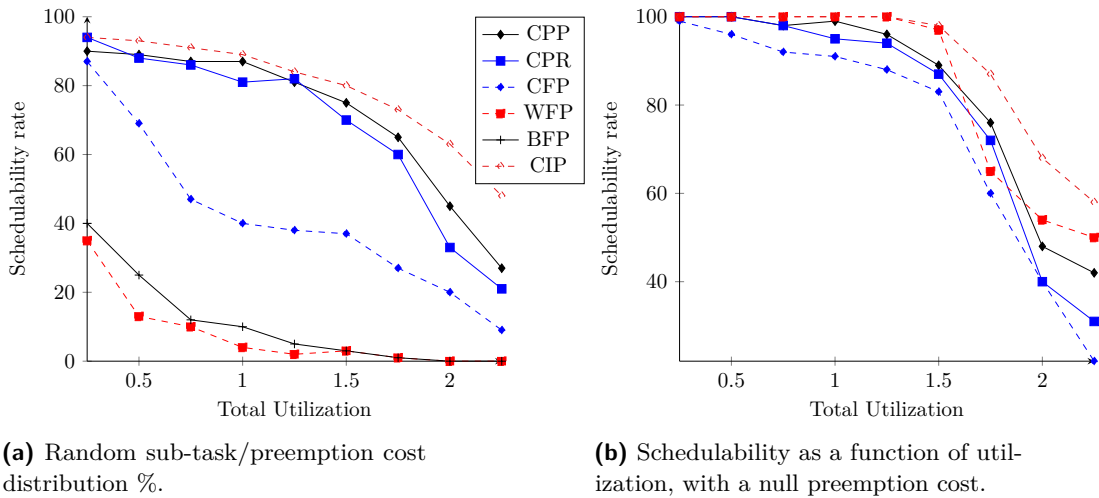 100
80
60
40
20
0
0.5 1 1.5 2
Total Utilization
Schedulability rate
CPP
CPR
CFP
WFP
BFP
CIP
(a) Random sub-task/preemption cost
distribution %.
100
80
60
40
0.5 1 1.5 2
Total Utilization
Schedulability rate
(b) Schedulability as a function of util-
ization, with a null preemption cost.